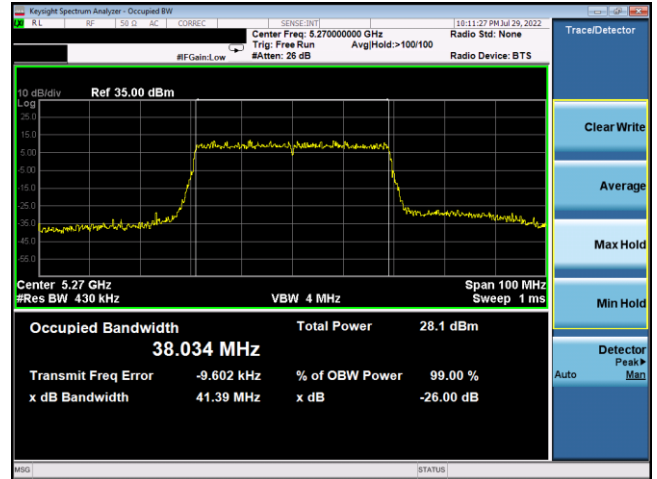 Keysight Spectrum Analyzer - Occupied BW
RL RF 50 Ω AC CORREC SENSE:INT 10:11:27 PM Jul 29, 2022
Center Freq: 5.270000000 GHz Radio Std: None
Trig: Free Run Avg|Hold:>100/100
#IFGain:Low #Atten: 26 dB Radio Device: BTS
Trace/Detector
10 dB/div Ref 35.00 dBm
Log
25.0
15.0
5.00
-5.00
-15.0
-25.0
-35.0
-45.0
-55.0
Center 5.27 GHz Span 100 MHz
#Res BW 430 kHz VBW 4 MHz Sweep 1 ms
Occupied Bandwidth Total Power 28.1 dBm
38.034 MHz
Transmit Freq Error -9.602 kHz % of OBW Power 99.00 %
x dB Bandwidth 41.39 MHz x dB -26.00 dB
Clear Write
Average
Max Hold
Min Hold
Detector
Peak▶
Auto Man
MSG STATUS